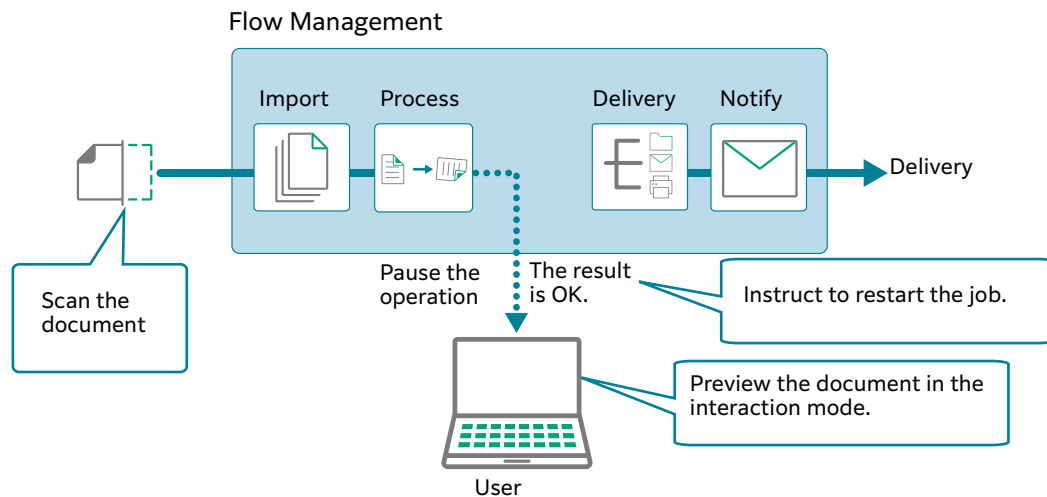 Flow Management
Import
Process
Delivery
Notify
Delivery
Scan the
document
Pause the
operation
The result
is OK.
Instruct to restart the job.
Preview the document in the
interaction mode.
User